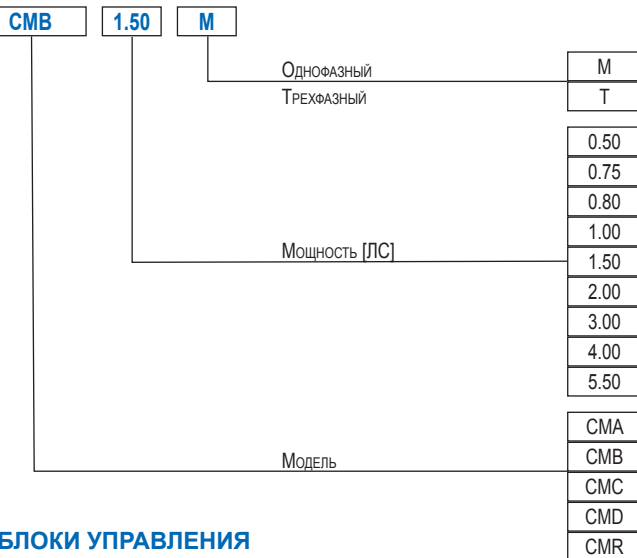 CMB 1.50 M
Однофазный M
Трехфазный T
0.50
0.75
0.80
1.00
Мощность [ЛС] 1.50
2.00
3.00
4.00
5.50
CMA
Модель CMB
CMC
CMD
БЛОКИ УПРАВЛЕНИЯ CMR